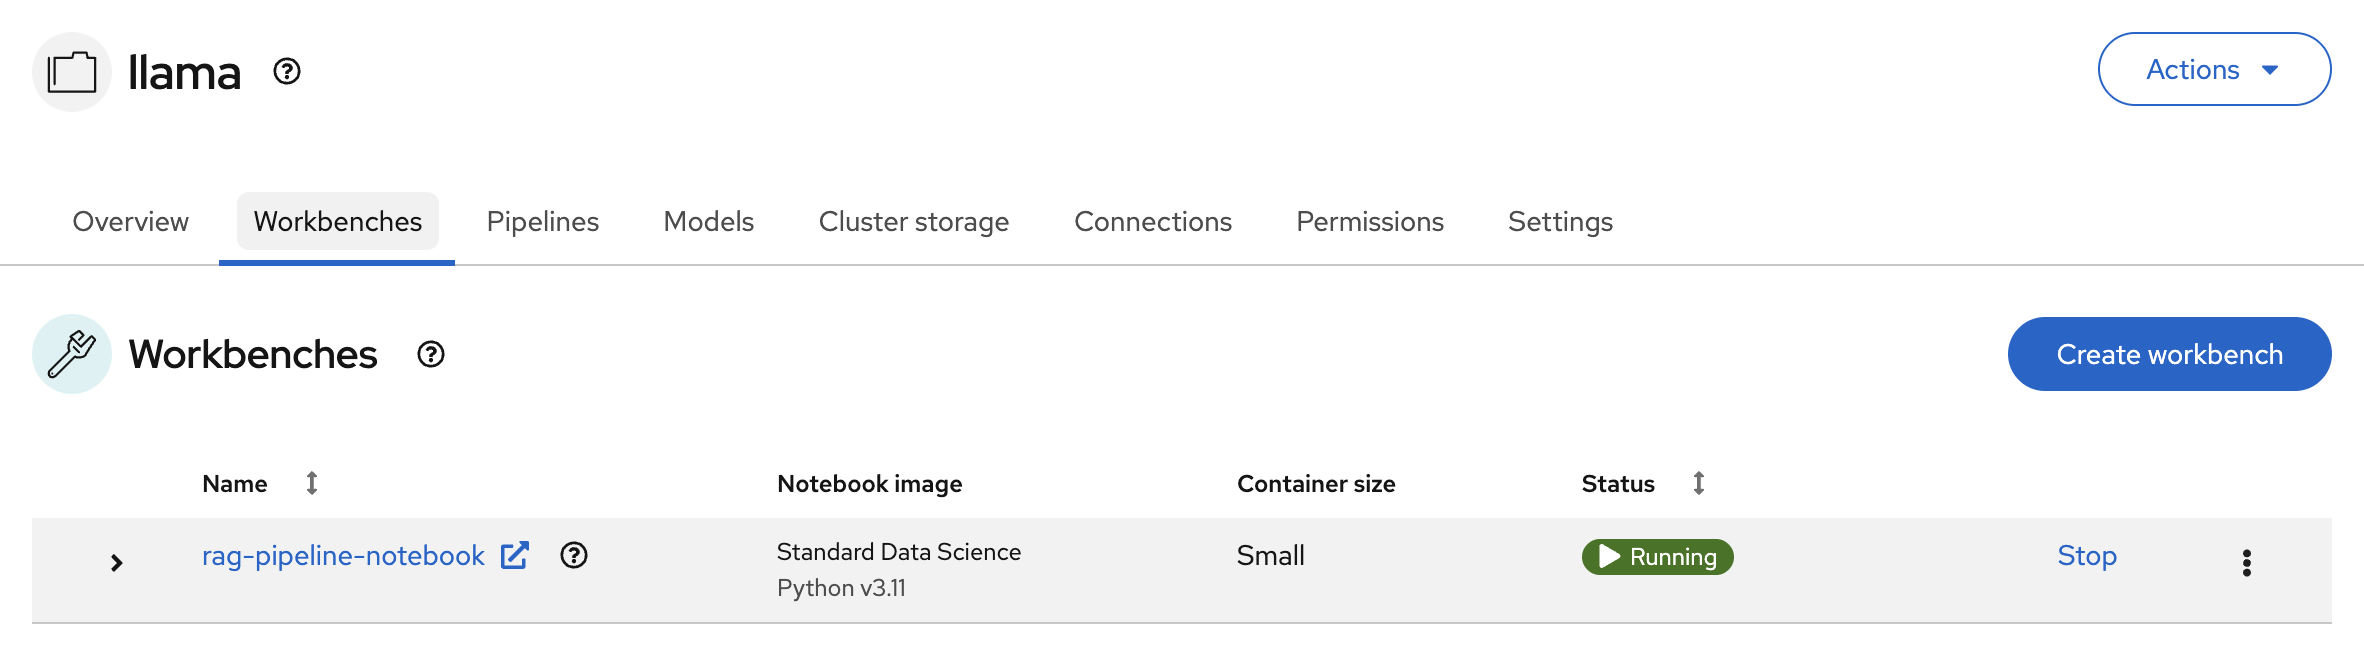 llama
Actions
Overview Workbenches Pipelines Models Cluster storage Connections Permissions Settings
Workbenches
Create workbench
Name Notebook image Container size Status
rag-pipeline-notebook Standard Data Science Small Running Stop
Python v3.11